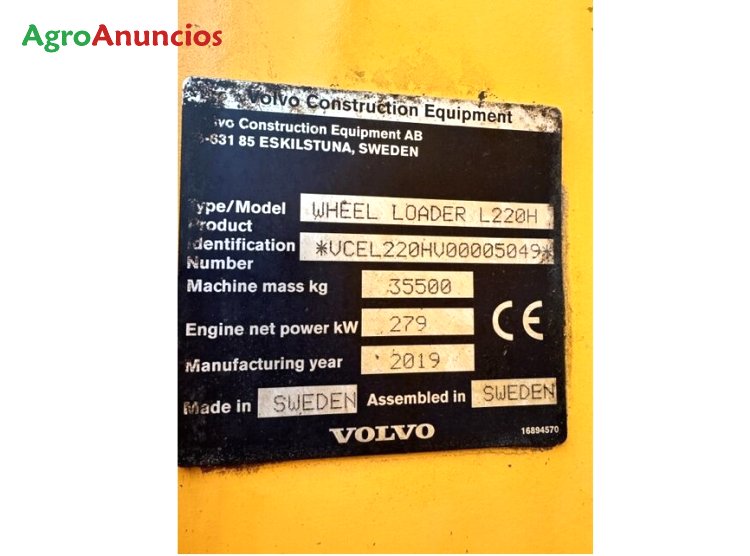 AgroAnuncios
Volvo Construction Equipment
Construction Equipment AB
631 85 ESKILSTUNA, SWEDEN
Type/Model WHEEL LOADER L220H
Product
Identification *VCEL220HV00005049*
Number
Machine mass kg 35500
Engine net power kW 279 CE
Manufacturing year 2019
Made in SWEDEN Assembled in SWEDEN
VOLVO 16894570